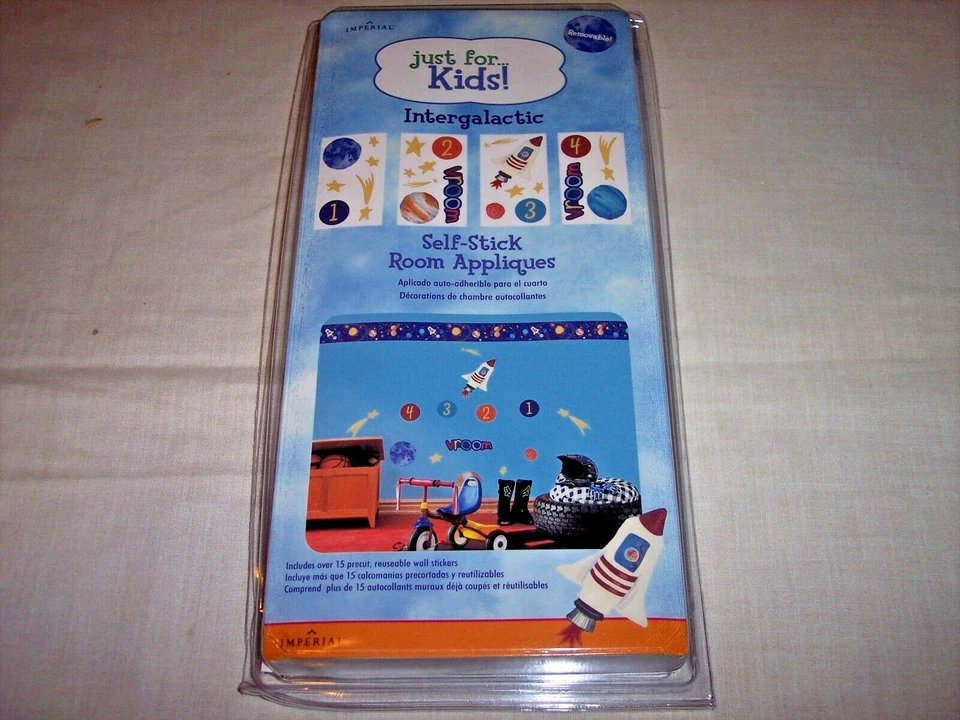 IMPERIAL
Removable!
just for...
Kids!
Intergalactic
1
2
vroom
3
4
vroom
Self-Stick
Room Appliques
Aplicado auto-adherible para el cuarto
Décorations de chambre autocollantes
4 3 2 1
vroom
Includes over 15 precut, reuseable wall stickers
Incluye más que 15 calcomanias precortadas y reutilizables
Comprend plus de 15 autocollants muraux déjà coupés et réutilisables
IMPERIAL